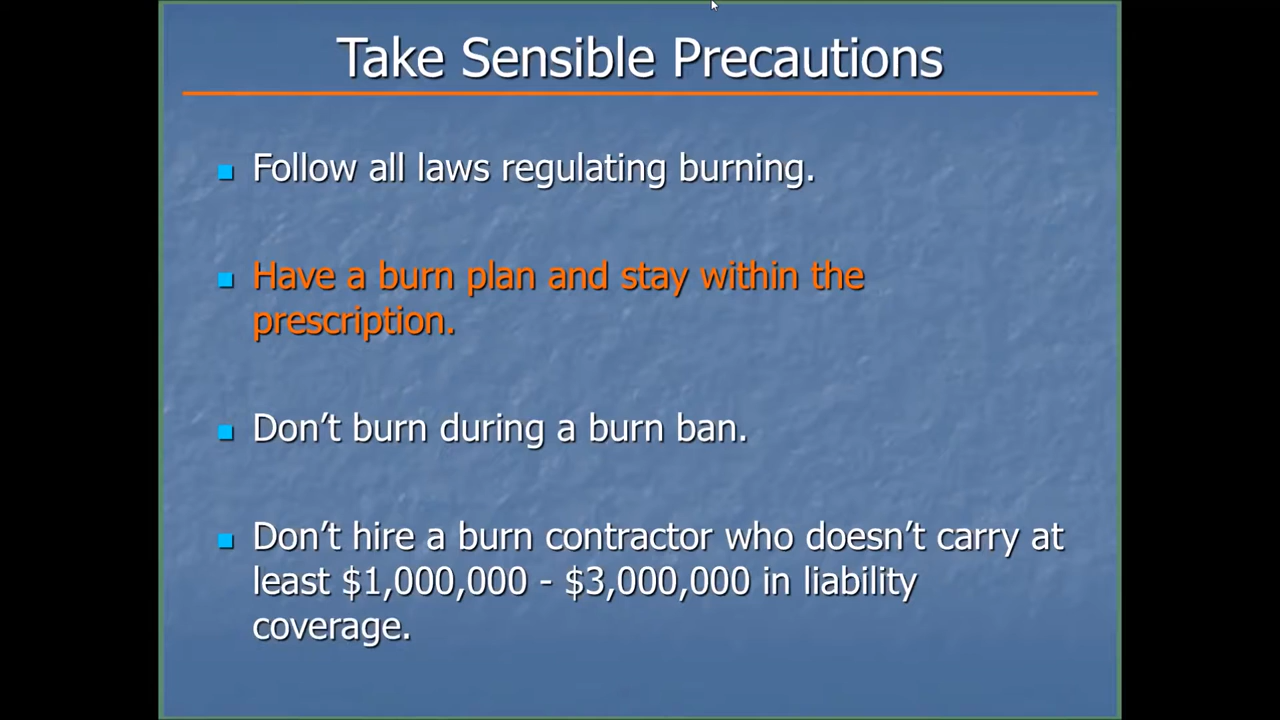 Take Sensible Precautions
Follow all laws regulating burning.
Have a burn plan and stay within the
prescription.
Don’t burn during a burn ban.
Don’t hire a burn contractor who doesn’t carry at
least $1,000,000 - $3,000,000 in liability
coverage.